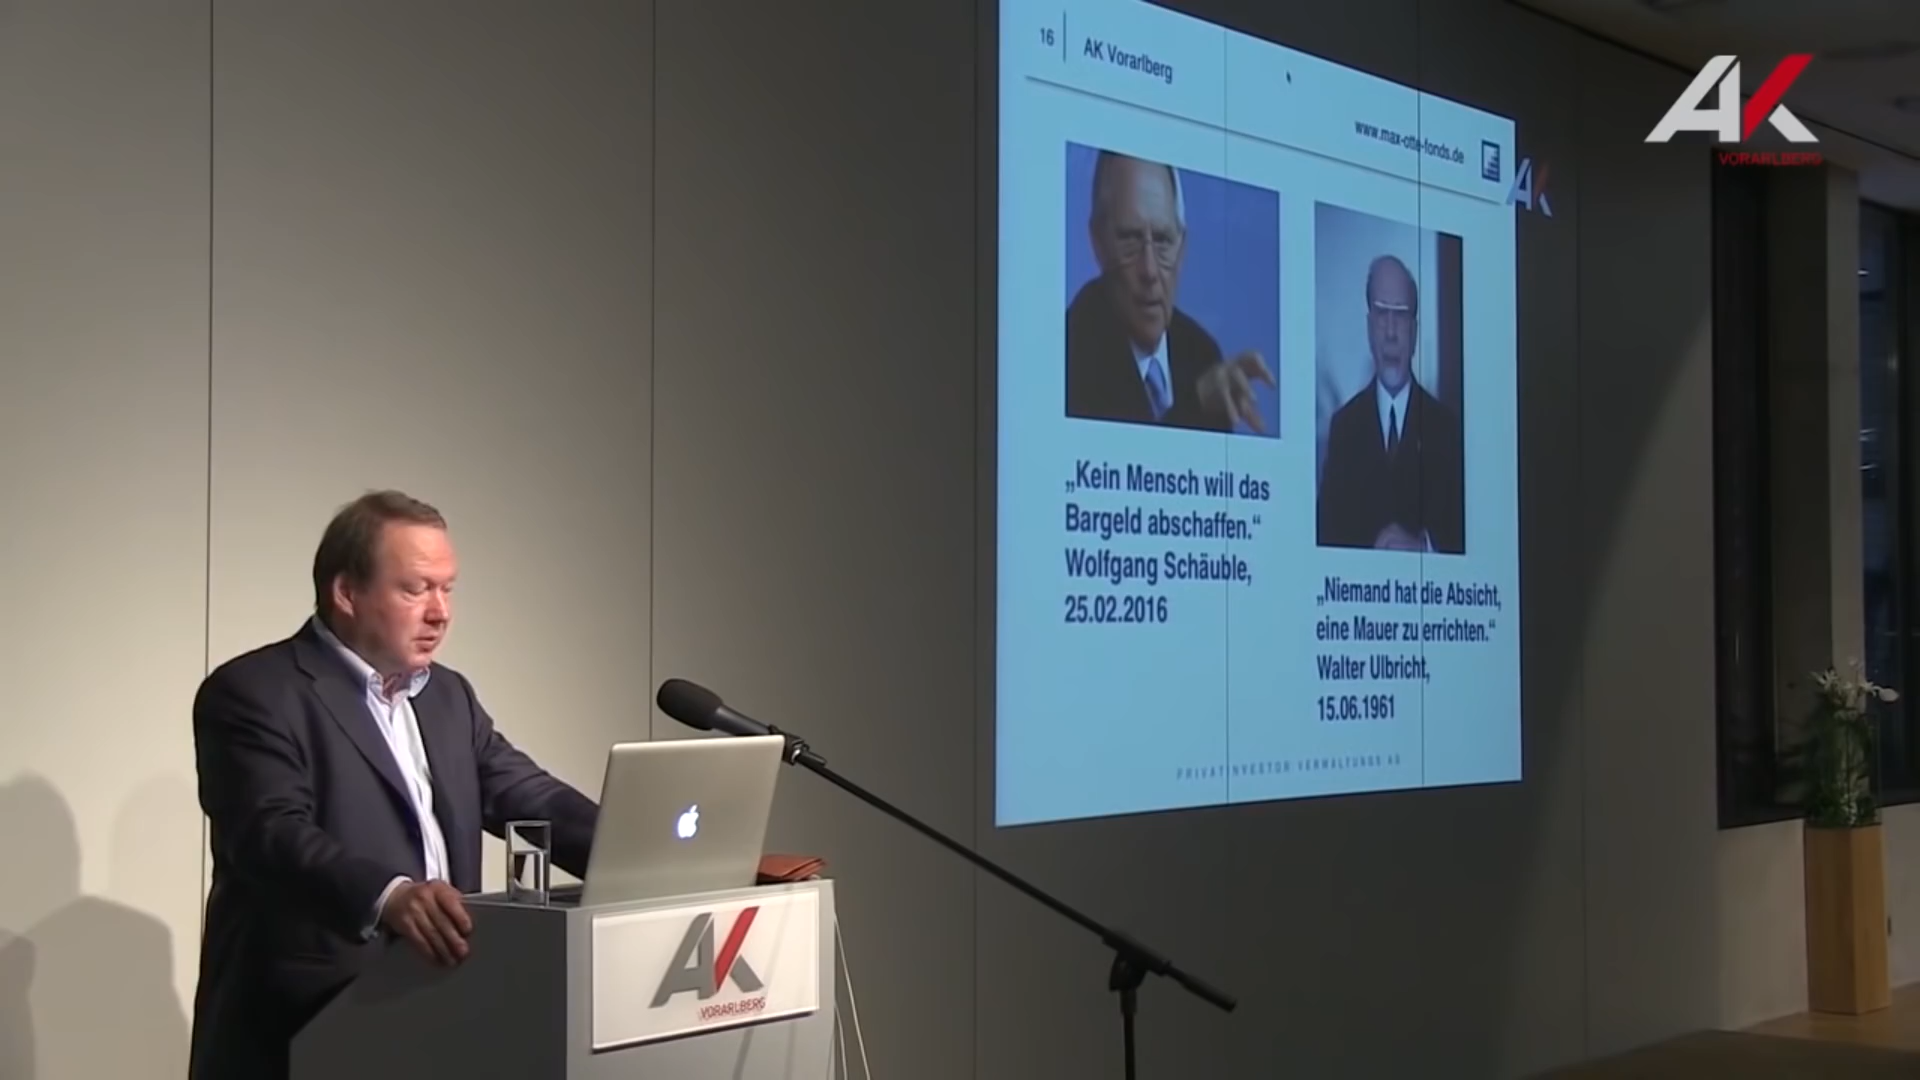 16
AK Vorarlberg
www.max-otte-fonds.de
„Kein Mensch will das
Bargeld abschaffen.“
Wolfgang Schäuble,
25.02.2016
„Niemand hat die Absicht,
eine Mauer zu errichten.“
Walter Ulbricht,
15.06.1961
PRIVATINVESTOR VERWALTUNGS AG
AK
AK
VORARLBERG
AK
VORARLBERG